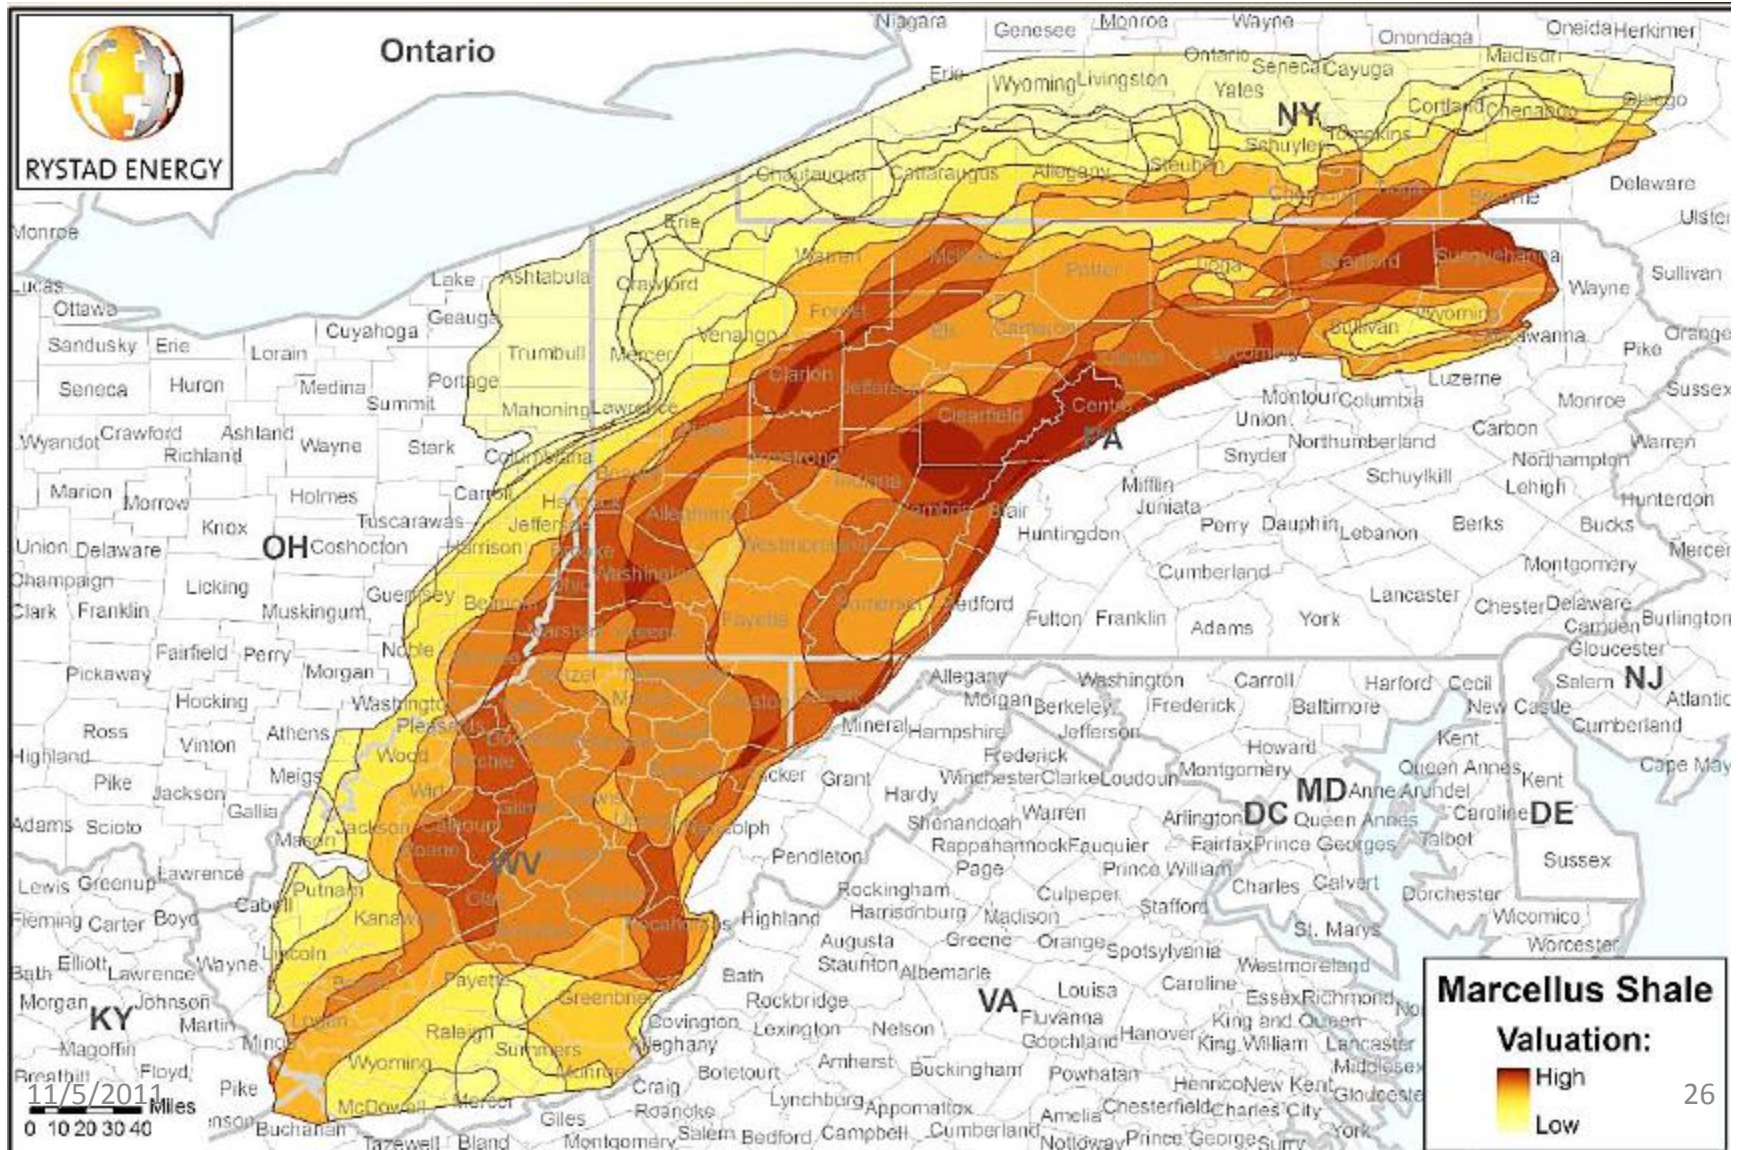 Niagara
Genesee
Monroe
Wayne
Onondaga
Oneida Herkimer
Ontario
RYSTAD ENERGY
Erie
Wyoming Livingston
Ontario
Seneca Cayuga
Madison
Yates
NY
Cortland Chenango
Otsego
Tompkins
Schuyler
Chautauqua
Cattaraugus
Allegany
Steuben
Delaware
Ulster
Monroe
Erie
Lake
Ashtabula
Crawford
Warren
Potter
Tioga
Bradford
Susquehanna
Wayne
Sullivan
Lucas
Ottawa
Geauga
Cuyahoga
Sandusky
Erie
Lorain
Trumbull
Mercer
Venango
Elk
Cameron
Sullivan
Wyoming
Orange
Pike
Seneca
Huron
Medina
Portage
Summit
Clarion
Jefferson
Clinton
Lycoming
Luzerne
Montour
Columbia
Monroe
Sussex
Mahoning
Lawrence
Clearfield
Centre
Union
Carbon
Wyandot
Crawford
Ashland
Richland
Wayne
Stark
Columbiana
PA
Northumberland
Snyder
Northampton
Warren
Marion
Morrow
Holmes
Carroll
Armstrong
Indiana
Mifflin
Juniata
Schuylkill
Lehigh
Hunterdon
Knox
Tuscarawas
Jefferson
Blair
Huntingdon
Perry
Dauphin
Lebanon
Berks
Bucks
Union
Delaware
OH
Coshocton
Harrison
Westmoreland
Mercer
Champaign
Licking
Guernsey
Belmont
Washington
Cumberland
Montgomery
Clark
Franklin
Muskingum
Fayette
Somerset
Bedford
Fulton
Franklin
Adams
York
Lancaster
Chester
Delaware
Camden
Burlington
Gloucester
Fairfield
Perry
Noble
Pickaway
Morgan
Wetzel
Allegany
Washington
Carroll
Harford
Cecil
Salem
NJ
Atlantic
Hocking
Washington
Morgan
Berkeley
Frederick
Baltimore
New Castle
Cumberland
Ross
Vinton
Athens
Mineral
Hampshire
Jefferson
Highland
Wood
Frederick
Howard
Kent
Pike
Jackson
Meigs
Wirt
Ritchie
Grant
Winchester
Clarke
Loudoun
Montgomery
Queen Annes
Kent
Cape May
Gallia
Hardy
MD
Anne Arundel
Adams
Scioto
Mason
Jackson
Calhoun
Shenandoah
Warren
Arlington
DC
Queen Annes
Caroline
DE
Roane
Rappahannock
Fauquier
Fairfax
Prince Georges
Talbot
WV
Pendleton
Page
Prince William
Sussex
Lewis
Greenup
Lawrence
Putnam
Rockingham
Culpeper
Charles
Calvert
Dorchester
Fleming
Carter
Boyd
Cabell
Kanawha
Clay
Pocahontas
Highland
Harrisonburg
Madison
Stafford
St. Marys
Wicomico
Lincoln
Augusta
Greene
Orange
Spotsylvania
Worcester
Bath
Elliott
Lawrence
Wayne
Fayette
Bath
Staunton
Albemarle
Westmoreland
Morgan
Johnson
Greenbrier
Rockbridge
VA
Louisa
Caroline
Essex
Richmond
KY
Martin
Logan
Raleigh
Covington
Lexington
Nelson
Fluvanna
Goochland
Hanover
King and Queen
King William
Lancaster
Magoffin
Mingo
Wyoming
Summers
Alleghany
Amherst
Buckingham
Middlesex
Breathitt
Floyd
Pike
Monroe
Craig
Botetourt
Powhatan
Henrico
New Kent
McDowell
Mercer
Giles
Roanoke
Lynchburg
Appomattox
Amelia
Chesterfield
Charles City
Buchanan
Tazewell
Bland
Montgomery
Salem
Bedford
Campbell
Cumberland
Nottoway
Prince George
Surry
York
11/5/2011
Miles
0 10 20 30 40
Marcellus Shale
Valuation:
High
Low
26